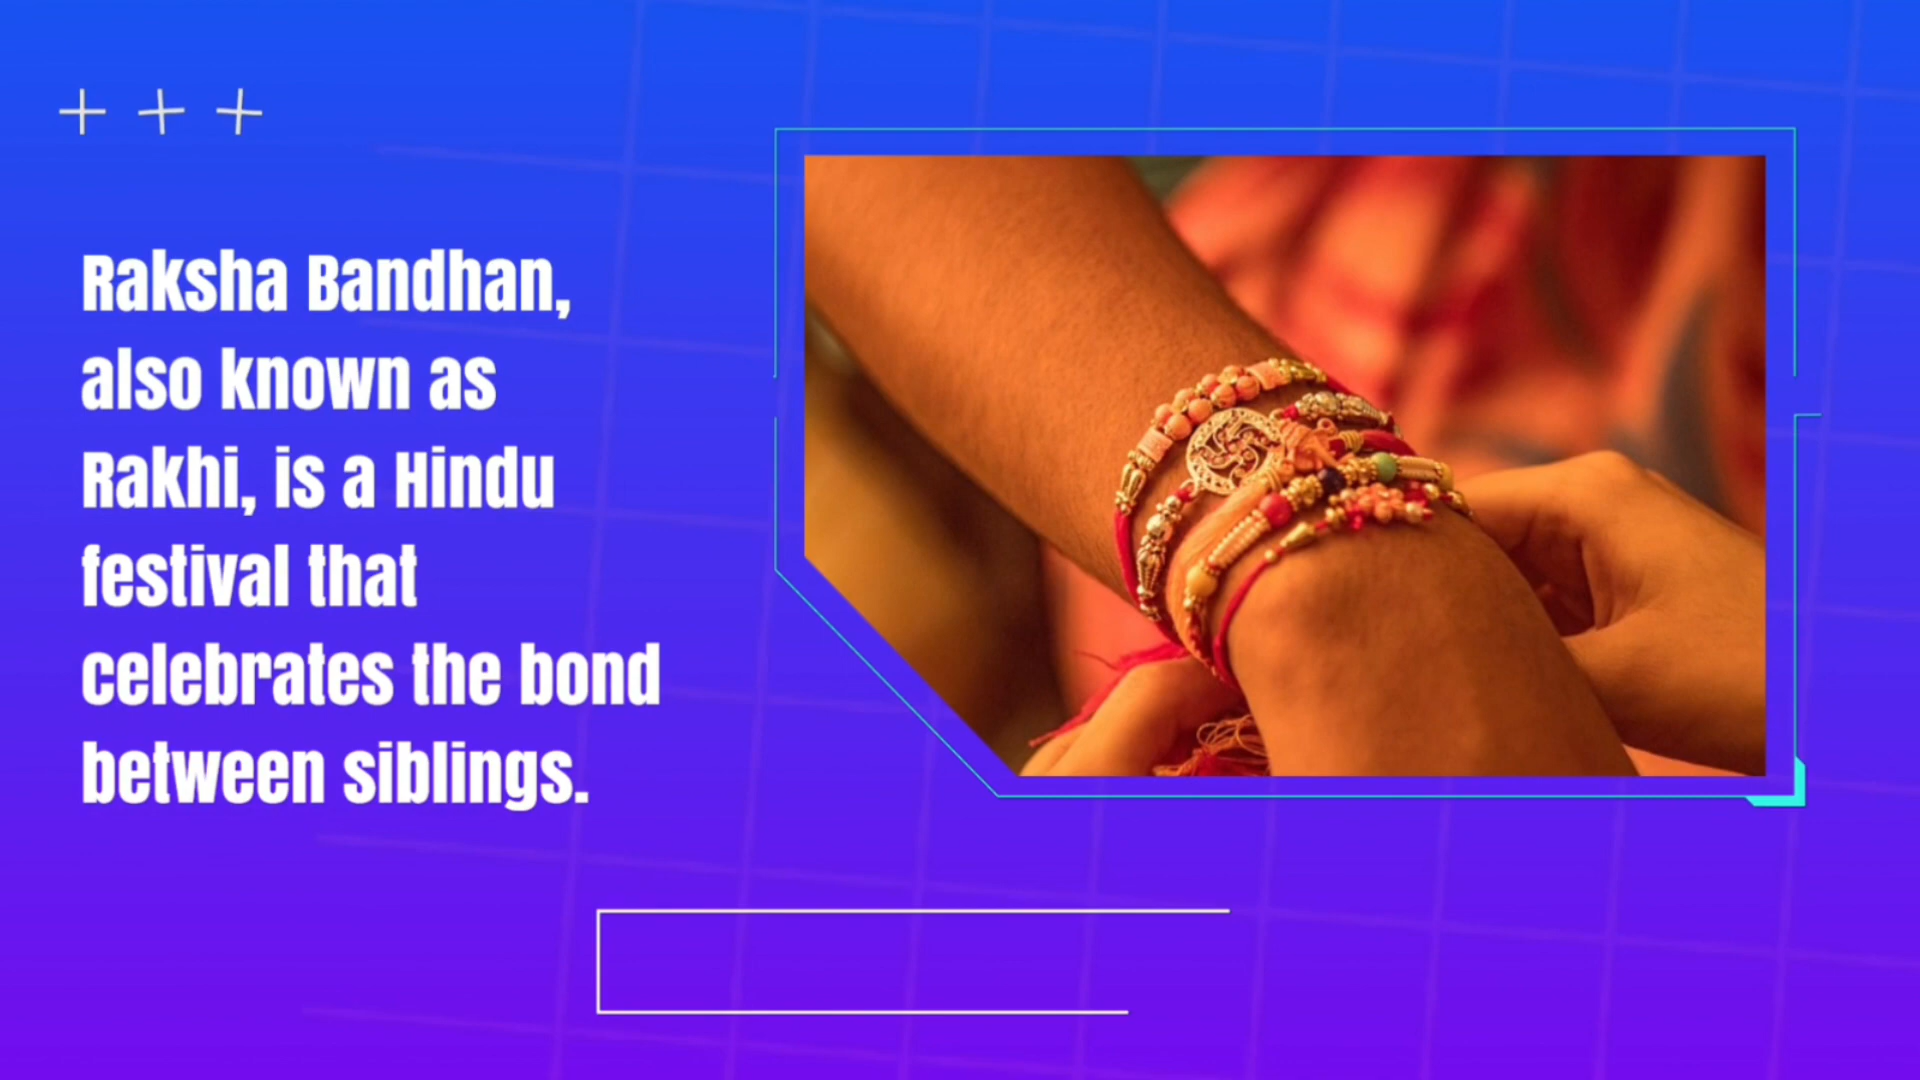 Raksha Bandhan,
also known as
Rakhi, is a Hindu
festival that
celebrates the bond
between siblings.